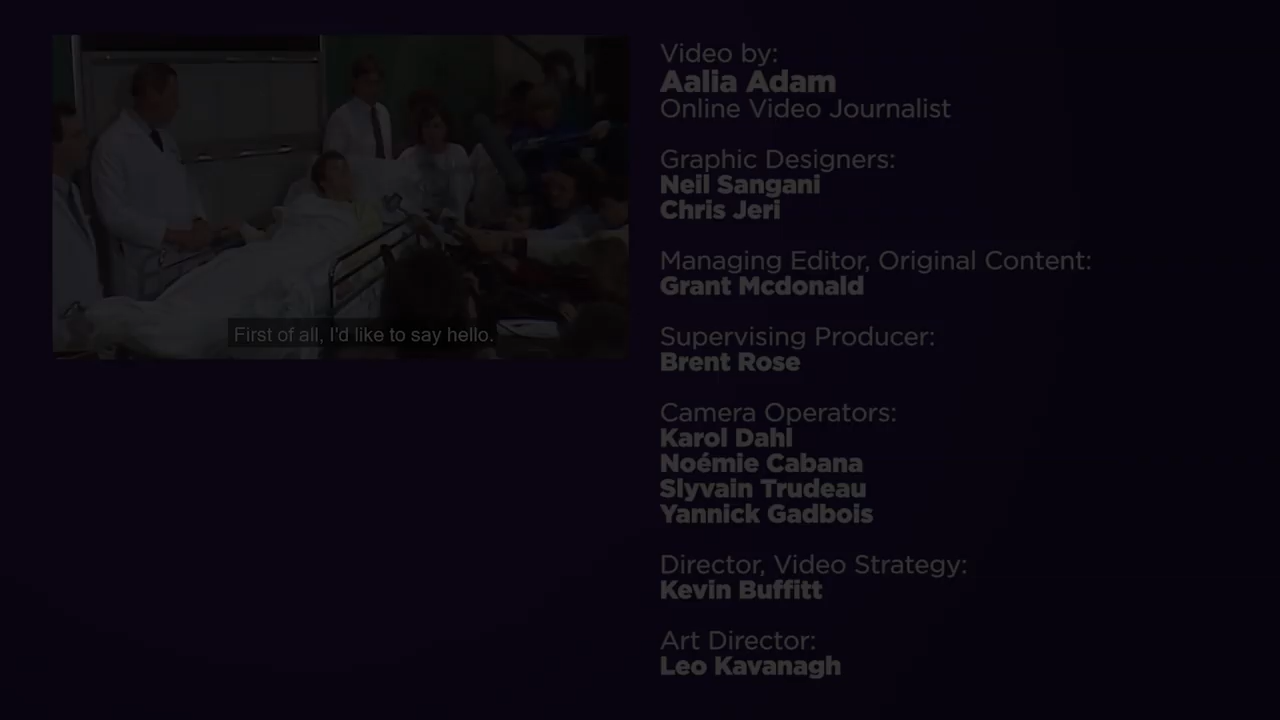 First of all, I'd like to say hello.
Video by:
Aalia Adam
Online Video Journalist
Graphic Designers:
Neil Sangani
Chris Jeri
Managing Editor, Original Content:
Grant Mcdonald
Supervising Producer:
Brent Rose
Camera Operators:
Karol Dahl
Noémie Cabana
Slyvain Trudeau
Yannick Gadbois
Director, Video Strategy:
Kevin Buffitt
Art Director:
Leo Kavanagh